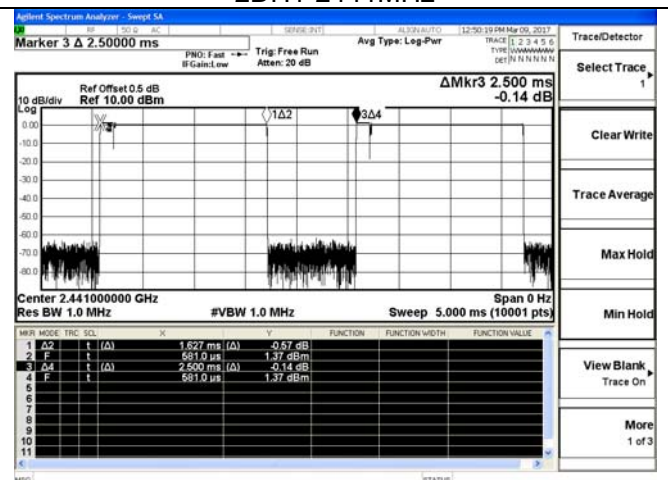 Agilent Spectrum Analyzer - Swept SA
RF 50 Ω AC SENSE:INT ALIGN AUTO 12:50:19 PM Mar 09, 2017
Marker 3 Δ 2.50000 ms
PNO: Fast
IFGain:Low
Trig: Free Run
Atten: 20 dB
Avg Type: Log-Pwr
TRACE 1 2 3 4 5 6
TYPE
DET N N N N N N
Ref Offset 0.5 dB
10 dB/div Ref 10.00 dBm
Log
ΔMkr3 2.500 ms
-0.14 dB
0.00
-10.0
-20.0
-30.0
-40.0
-50.0
-60.0
-70.0
-80.0
1Δ2
3Δ4
Center 2.441000000 GHz Span 0 Hz
Res BW 1.0 MHz #VBW 1.0 MHz Sweep 5.000 ms (10001 pts)
MKR MODE TRC SCL X Y FUNCTION FUNCTION WIDTH FUNCTION VALUE
1 Δ2 t (Δ) 1.627 ms (Δ) -0.57 dB
2 F t 581.0 µs 1.37 dBm
3 Δ4 t (Δ) 2.500 ms (Δ) -0.14 dB
4 F t 581.0 µs 1.37 dBm
5
6
7
8
9
10
11
MSG STATUS
Trace/Detector
Select Trace
1
Clear Write
Trace Average
Max Hold
Min Hold
View Blank
Trace On
More
1 of 3